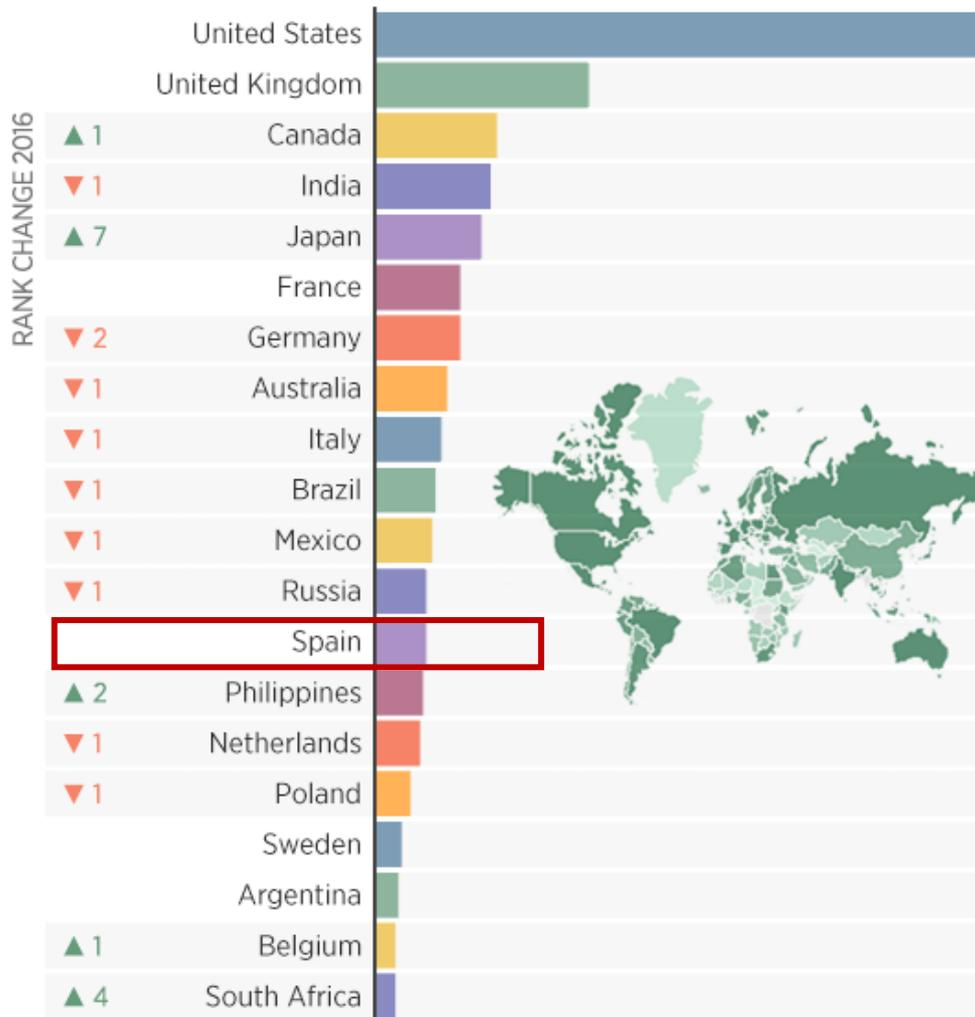 RANK CHANGE 2016
United States
United Kingdom
▲ 1 Canada
▼ 1 India
▲ 7 Japan
France
▼ 2 Germany
▼ 1 Australia
▼ 1 Italy
▼ 1 Brazil
▼ 1 Mexico
▼ 1 Russia
Spain
▲ 2 Philippines
▼ 1 Netherlands
▼ 1 Poland
Sweden
Argentina
▲ 1 Belgium
▲ 4 South Africa